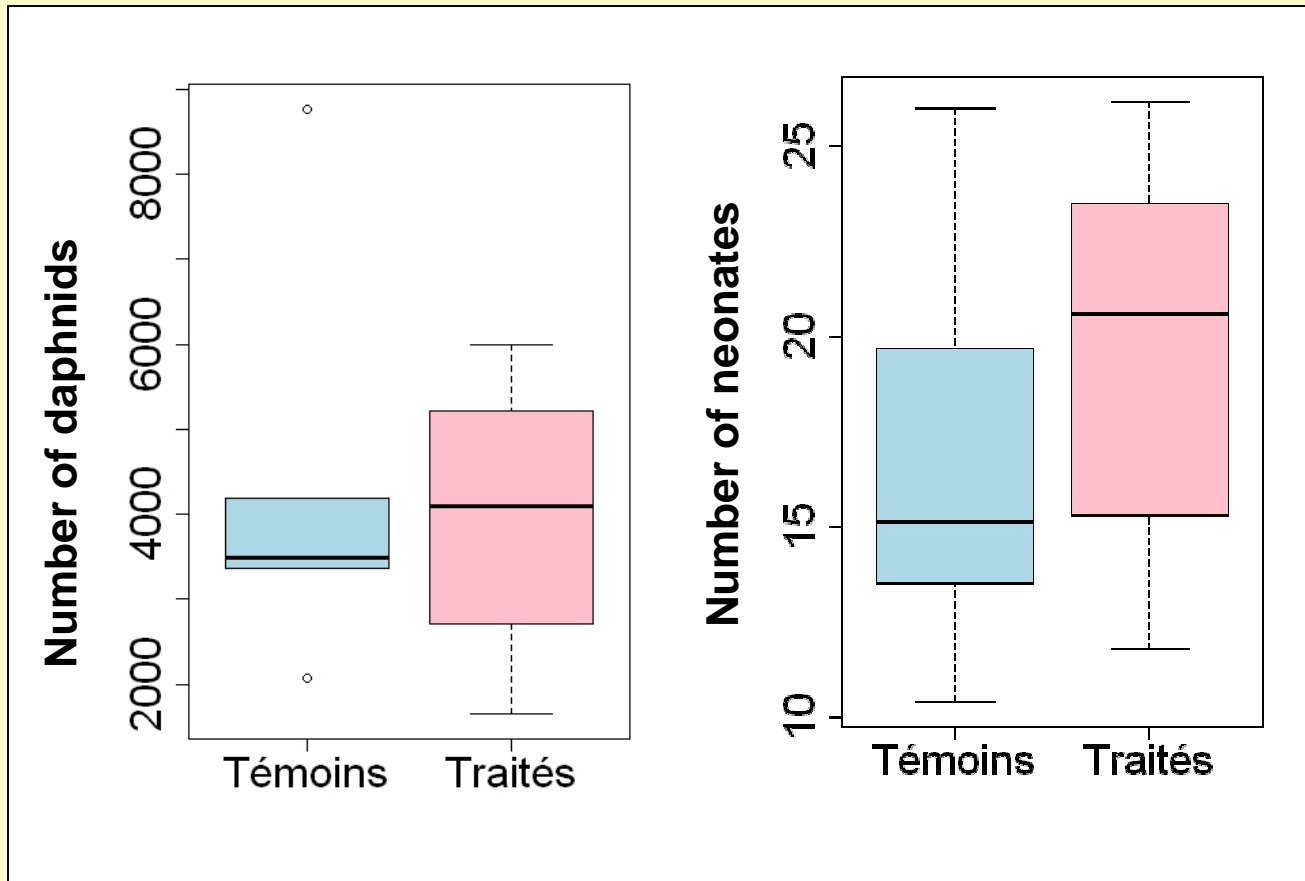 Number of daphnids
8000
6000
4000
2000
Témoins Traités
Number of neonates
25
20
15
10
Témoins Traités